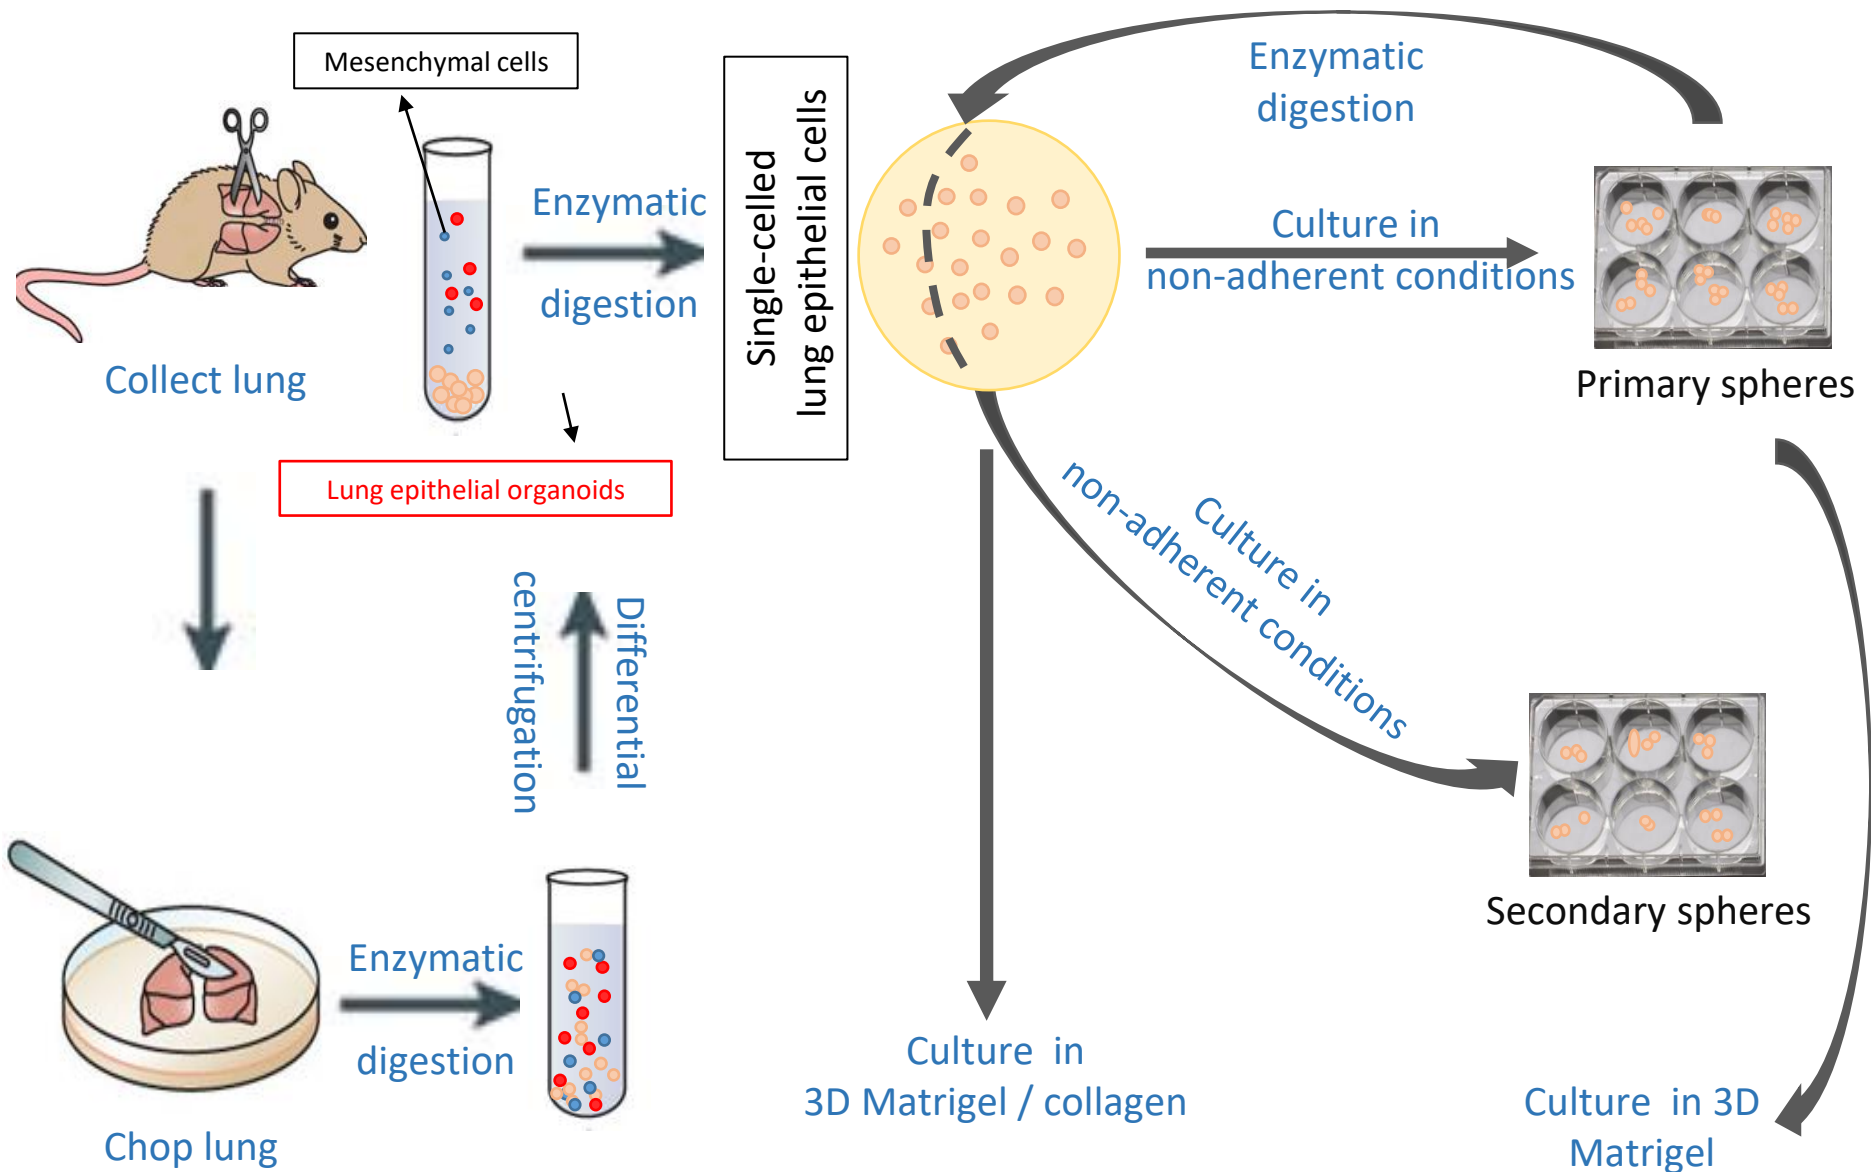 Mesenchymal cells
Enzymatic
digestion
Collect lung
Lung epithelial organoids
Single-celled
lung epithelial cells
Enzymatic
digestion
Culture in
non-adherent conditions
Primary spheres
Differential
centrifugation
Culture in
non-adherent conditions
Secondary spheres
Enzymatic
digestion
Chop lung
Culture in
3D Matrigel / collagen
Culture in 3D
Matrigel